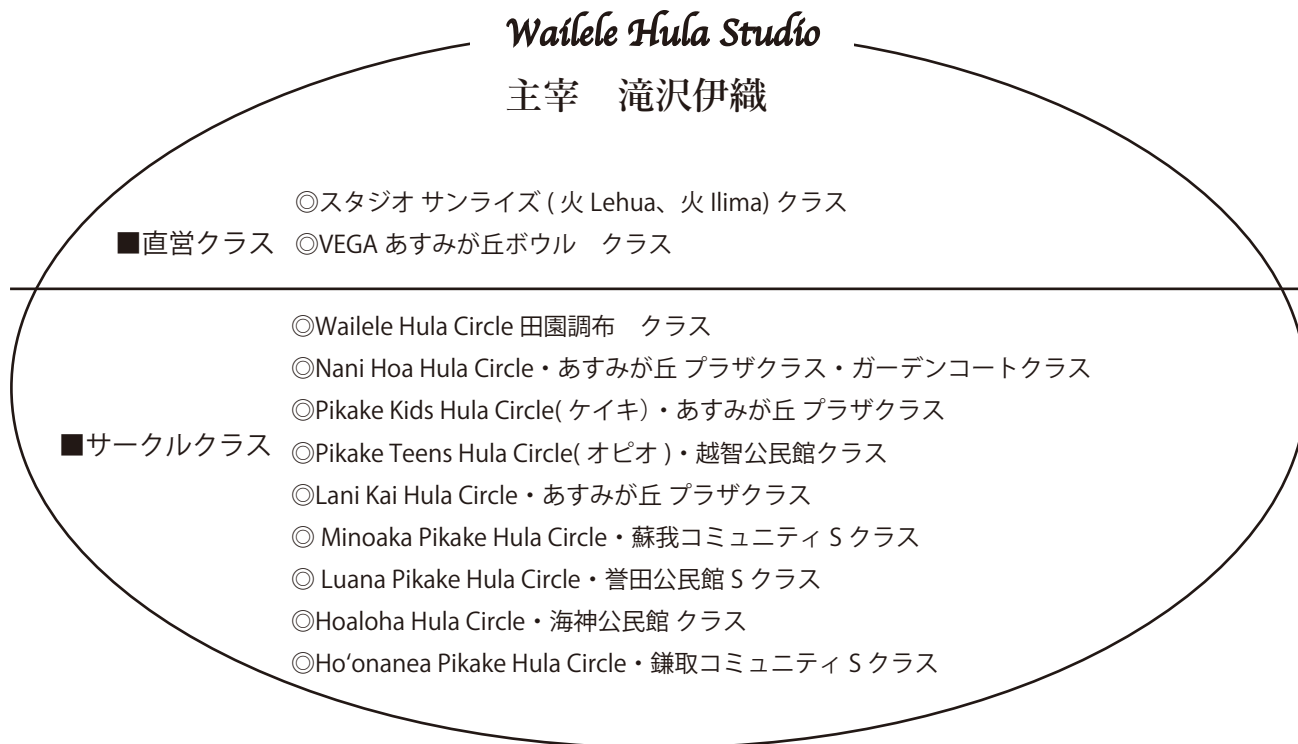 Wailele Hula Studio
主宰　滝沢伊織
◎スタジオ サンライズ ( 火 Lehua、火 Ilima) クラス
■直営クラス ◎VEGA あすみが丘ボウル　クラス
◎Wailele Hula Circle 田園調布　クラス
◎Nani Hoa Hula Circle・あすみが丘 プラザクラス・ガーデンコートクラス
◎Pikake Kids Hula Circle( ケイキ）・あすみが丘 プラザクラス
■サークルクラス ◎Pikake Teens Hula Circle( オピオ )・越智公民館クラス
◎Lani Kai Hula Circle・あすみが丘 プラザクラス
◎ Minoaka Pikake Hula Circle・蘇我コミュニティ S クラス
◎ Luana Pikake Hula Circle・誉田公民館 S クラス
◎Hoaloha Hula Circle・海神公民館 クラス
◎Ho‘onanea Pikake Hula Circle・鎌取コミュニティ S クラス